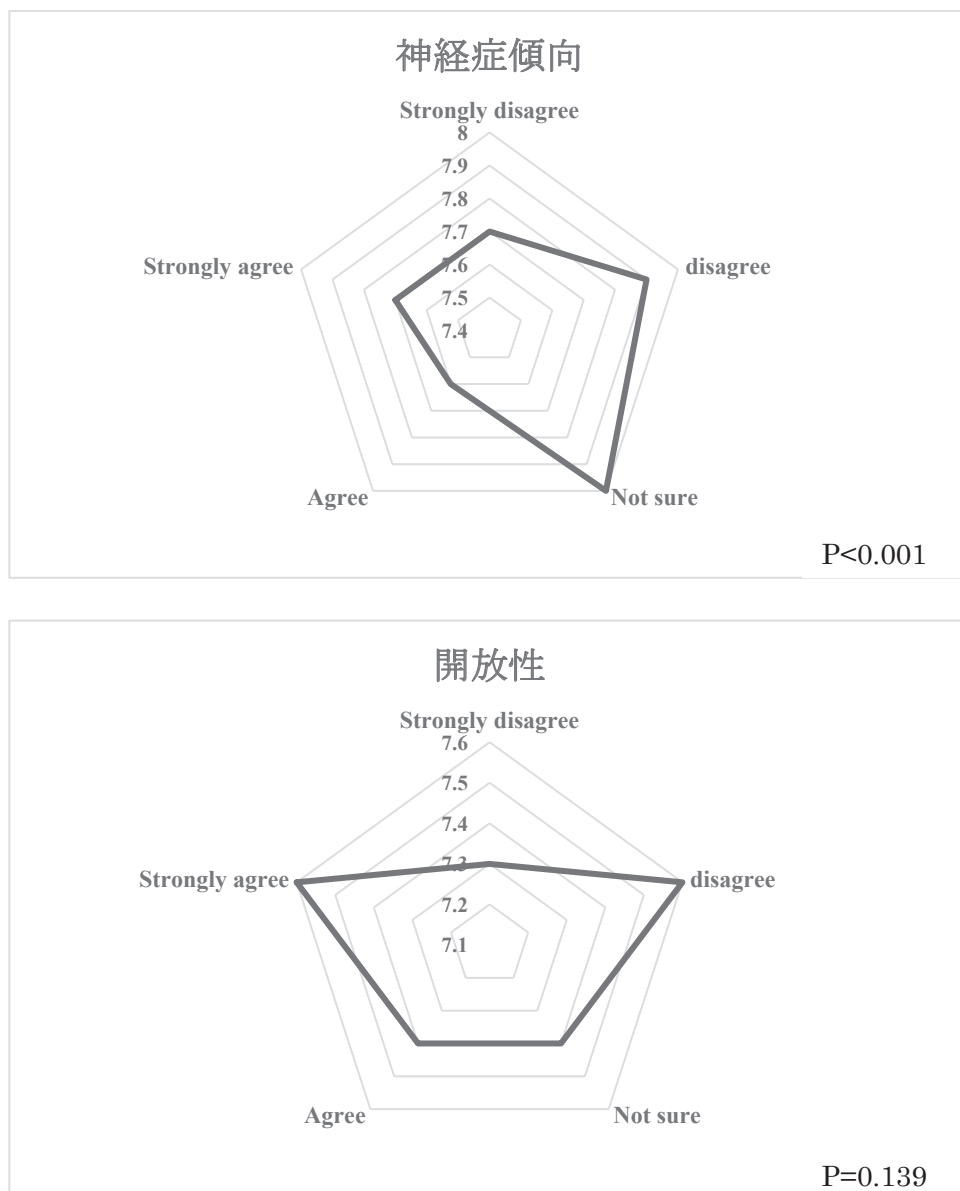 神経症傾向
Strongly disagree
8
7.9
7.8
7.7
7.6
7.5
7.4
Strongly agree
disagree
Agree
Not sure
P<0.001
開放性
Strongly disagree
7.6
7.5
7.4
7.3
7.2
7.1
Strongly agree
disagree
Agree
Not sure
P=0.139